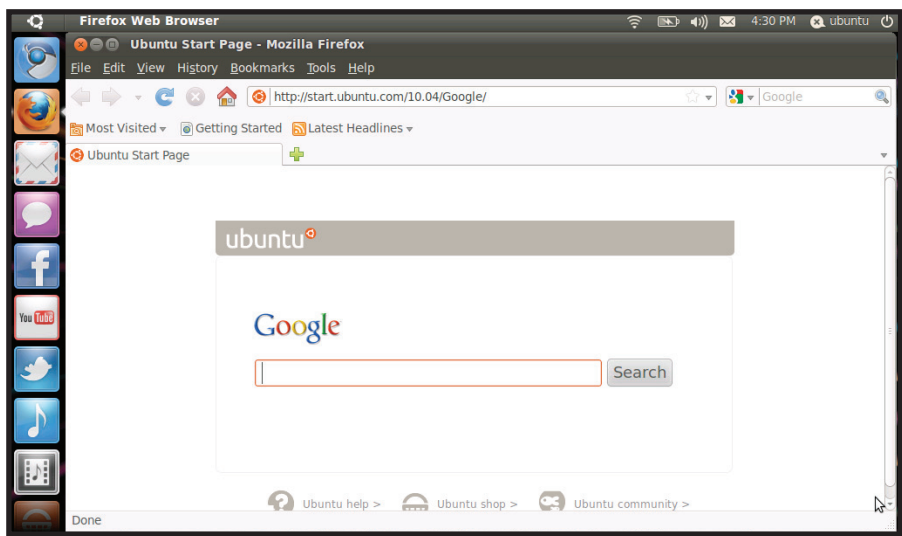 Firefox Web Browser 4:30 PM ubuntu
Ubuntu Start Page - Mozilla Firefox
File Edit View History Bookmarks Tools Help
http://start.ubuntu.com/10.04/Google/ Google
Most Visited Getting Started Latest Headlines
Ubuntu Start Page
ubuntu
f
You Tube
Google
Search
Ubuntu help > Ubuntu shop > Ubuntu community >
Done